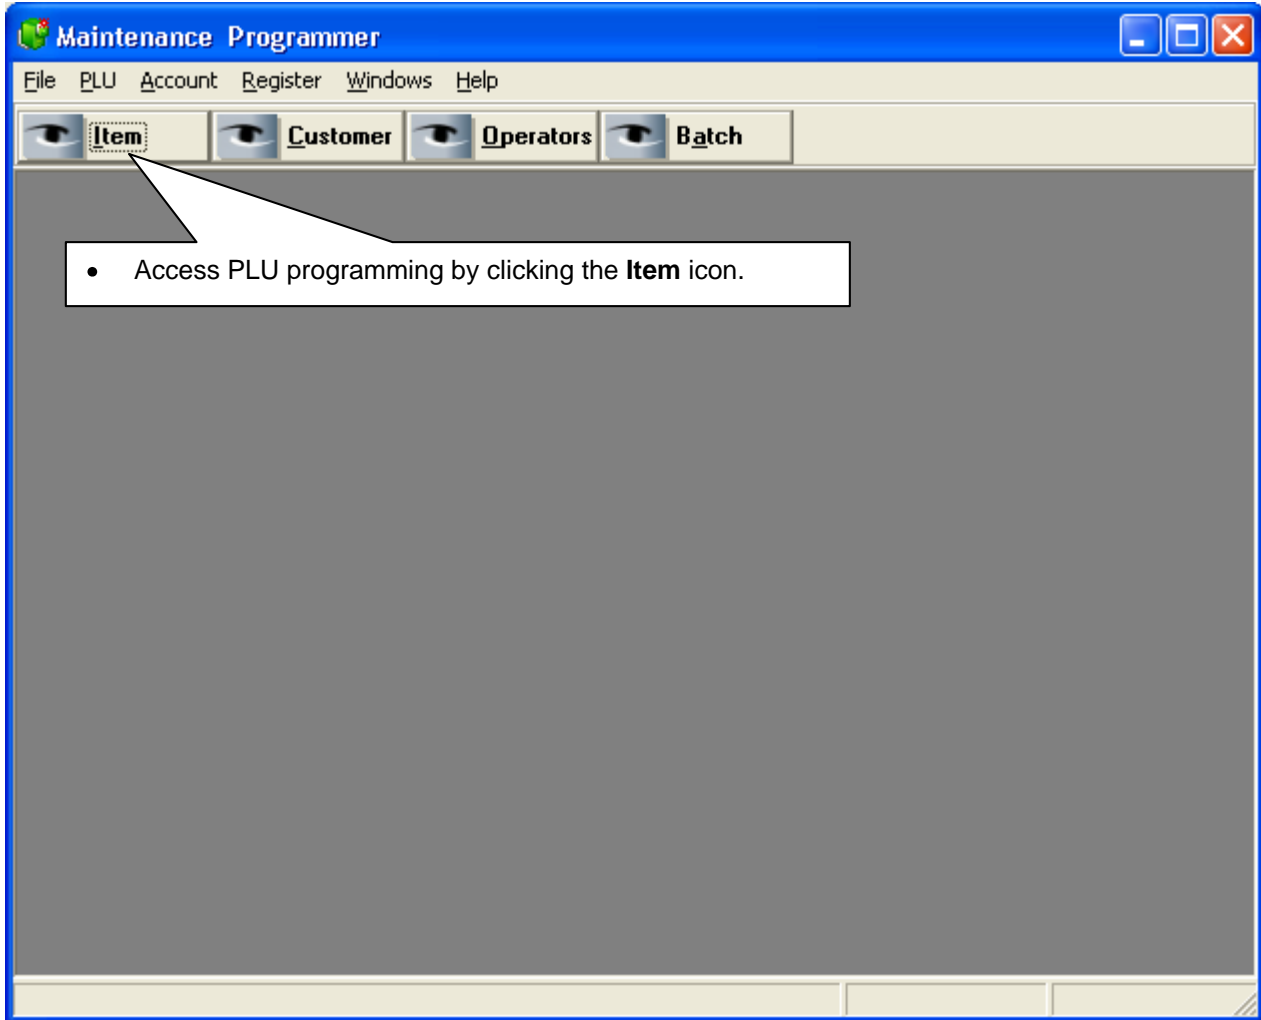 Maintenance Programmer
File PLU Account Register Windows Help
Item Customer Operators Batch
• Access PLU programming by clicking the Item icon.